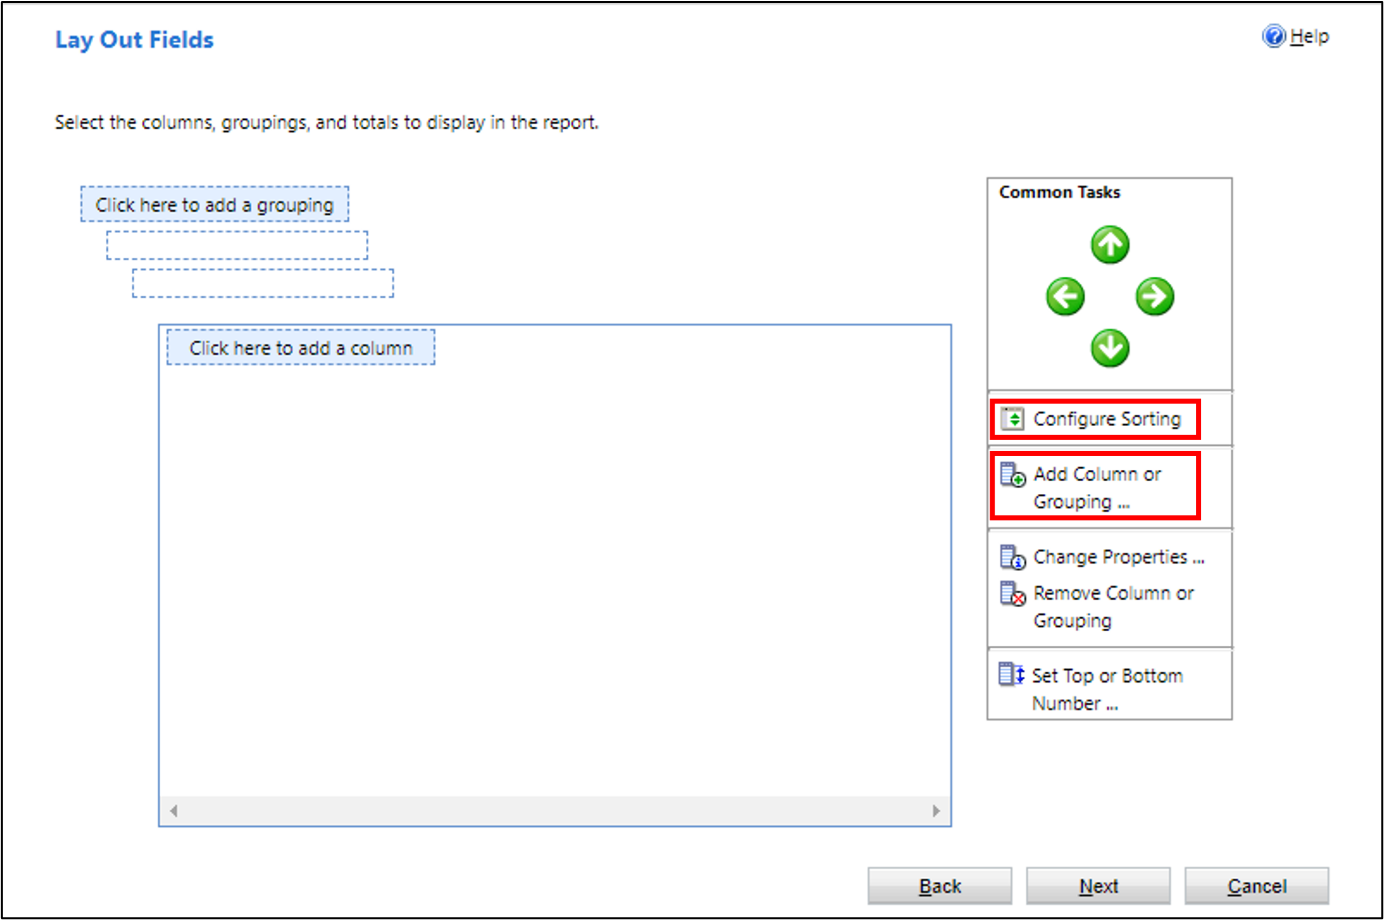 Lay Out Fields
Help
Select the columns, groupings, and totals to display in the report.
Click here to add a grouping
Click here to add a column
Common Tasks
Configure Sorting
Add Column or
Grouping ...
Change Properties ...
Remove Column or
Grouping
Set Top or Bottom
Number ...
Back
Next
Cancel